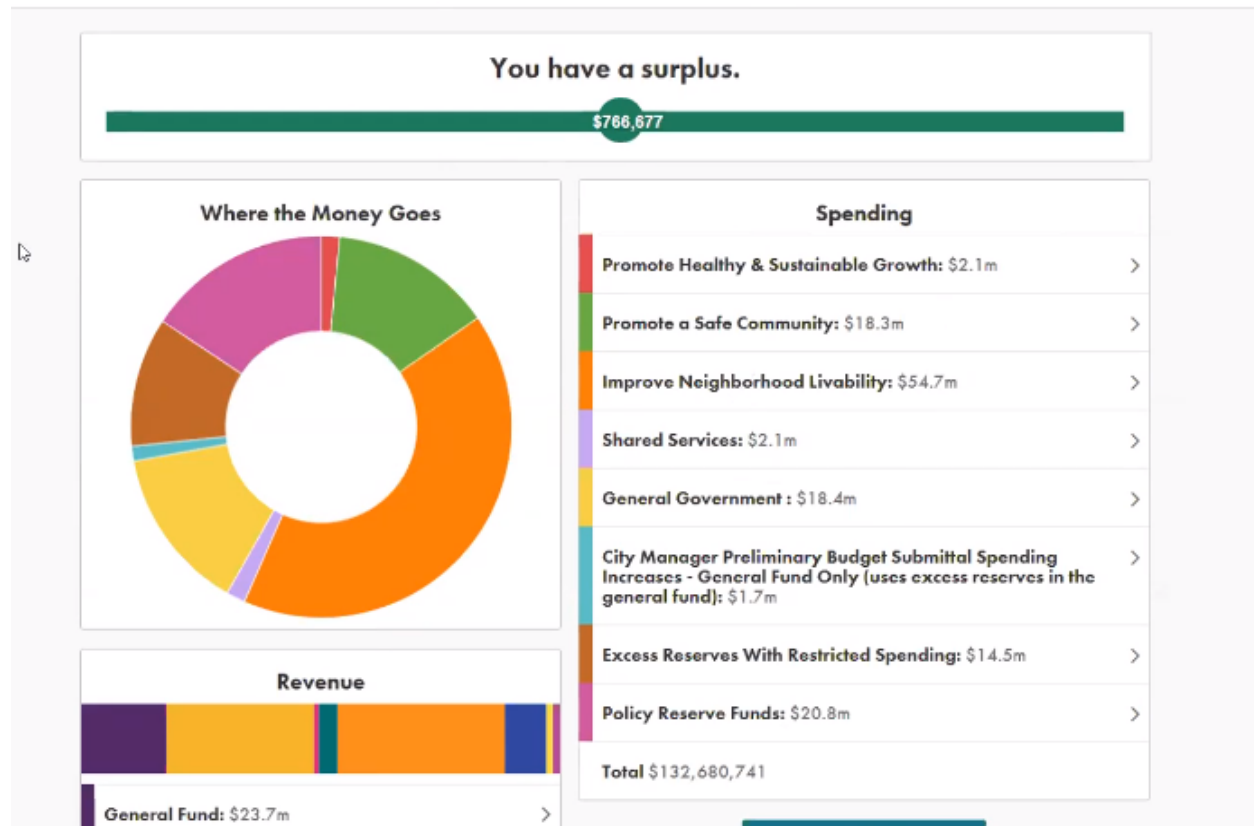 You have a surplus.
$766,677
Where the Money Goes
Spending
Promote Healthy & Sustainable Growth: $2.1m
Promote a Safe Community: $18.3m
Improve Neighborhood Livability: $54.7m
Shared Services: $2.1m
General Government : $18.4m
City Manager Preliminary Budget Submittal Spending
Increases - General Fund Only (uses excess reserves in the
general fund): $1.7m
Excess Reserves With Restricted Spending: $14.5m
Policy Reserve Funds: $20.8m
Total $132,680,741
Revenue
General Fund: $23.7m